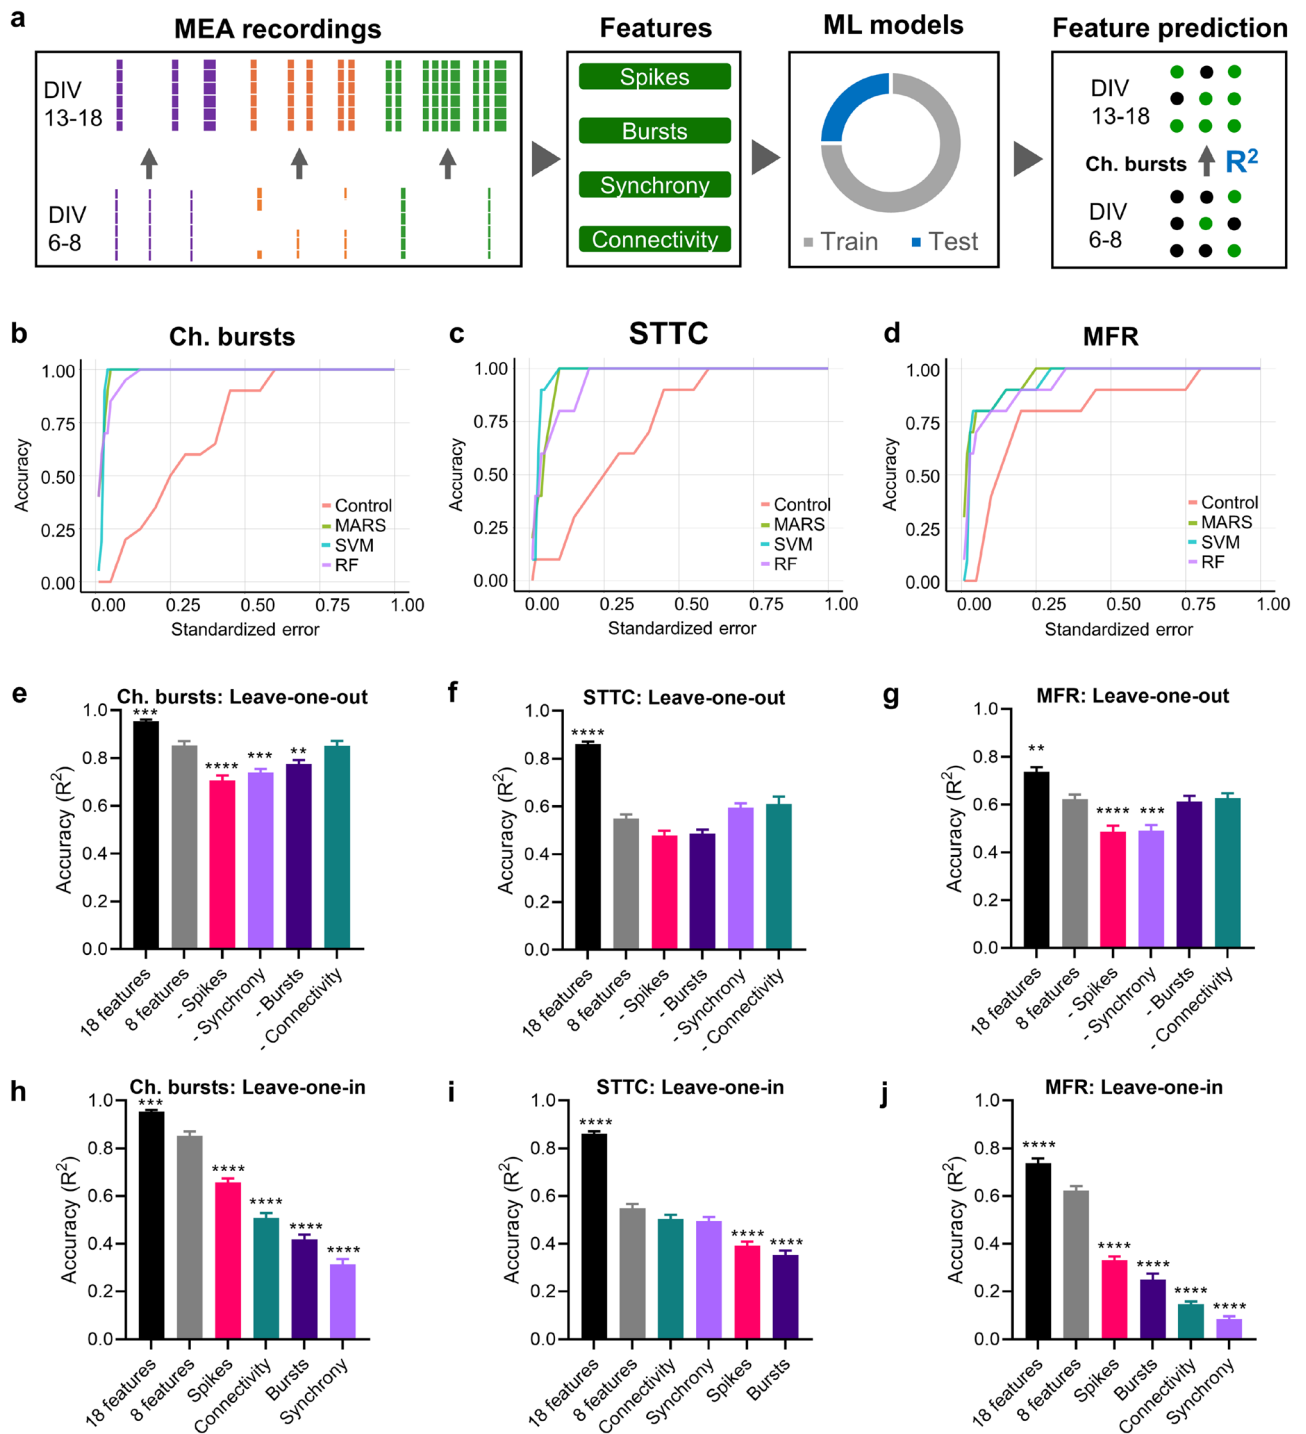 a
MEA recordings
Features
ML models
Feature prediction
DIV
13-18
DIV
6-8
Spikes
Bursts
Synchrony
Connectivity
Train
Test
DIV
13-18
Ch. bursts
R²
DIV
6-8
b
Ch. bursts
Accuracy
1.00
0.75
0.50
0.25
0.00
Control
MARS
SVM
RF
0.00 0.25 0.50 0.75 1.00
Standardized error
c
STTC
Accuracy
1.00
0.75
0.50
0.25
0.00
Control
MARS
SVM
RF
0.00 0.25 0.50 0.75 1.00
Standardized error
d
MFR
Accuracy
1.00
0.75
0.50
0.25
0.00
Control
MARS
SVM
RF
0.00 0.25 0.50 0.75 1.00
Standardized error
e
Ch. bursts: Leave-one-out
Accuracy (R²)
1.0
0.8
0.6
0.4
0.2
0.0
*** **** *** **
18 features
8 features
- Spikes
- Synchrony
- Bursts
- Connectivity
f
STTC: Leave-one-out
Accuracy (R²)
1.0
0.8
0.6
0.4
0.2
0.0
****
18 features
8 features
- Spikes
- Bursts
- Synchrony
- Connectivity
g
MFR: Leave-one-out
Accuracy (R²)
1.0
0.8
0.6
0.4
0.2
0.0
** **** ***
18 features
8 features
- Spikes
- Synchrony
- Bursts
- Connectivity
h
Ch. bursts: Leave-one-in
Accuracy (R²)
1.0
0.8
0.6
0.4
0.2
0.0
*** **** **** **** ****
18 features
8 features
Spikes
Connectivity
Bursts
Synchrony
i
STTC: Leave-one-in
Accuracy (R²)
1.0
0.8
0.6
0.4
0.2
0.0
**** **** ****
18 features
8 features
Connectivity
Synchrony
Spikes
Bursts
j
MFR: Leave-one-in
Accuracy (R²)
1.0
0.8
0.6
0.4
0.2
0.0
**** **** **** **** ****
18 features
8 features
Spikes
Bursts
Connectivity
Synchrony